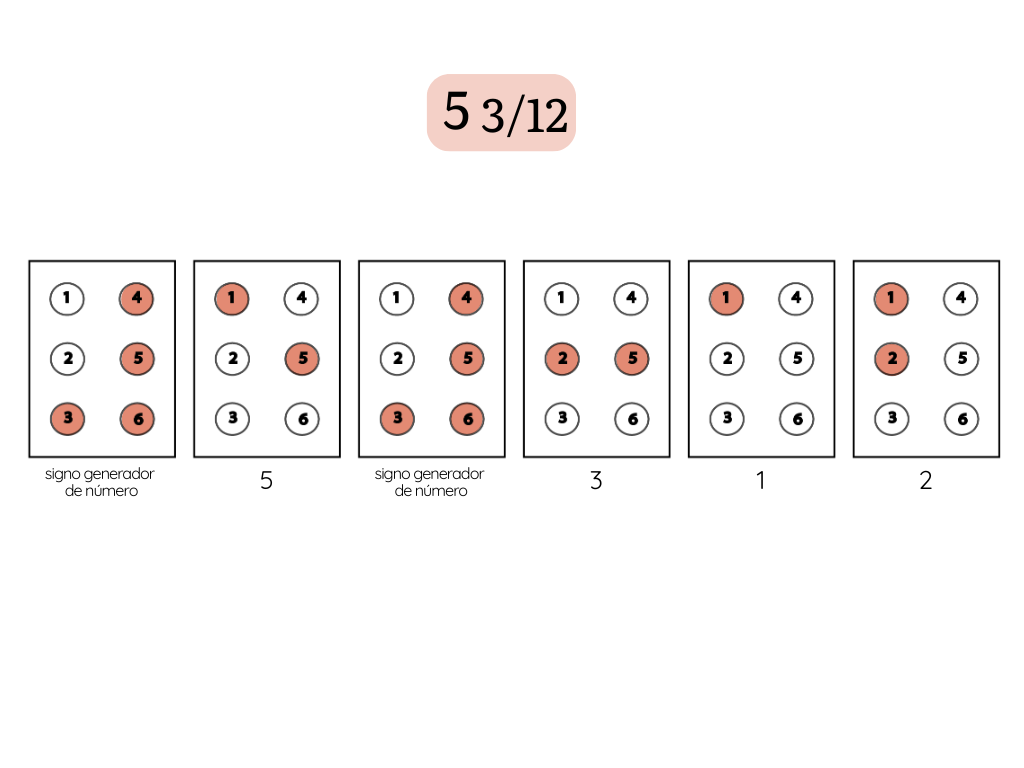 5 3/12
1 4 1 4 1 4 1 4 1 4 1 4
2 5 2 5 2 5 2 5 2 5 2 5
3 6 3 6 3 6 3 6 3 6 3 6
signo generador
de número
5
signo generador
de número
3
1
2